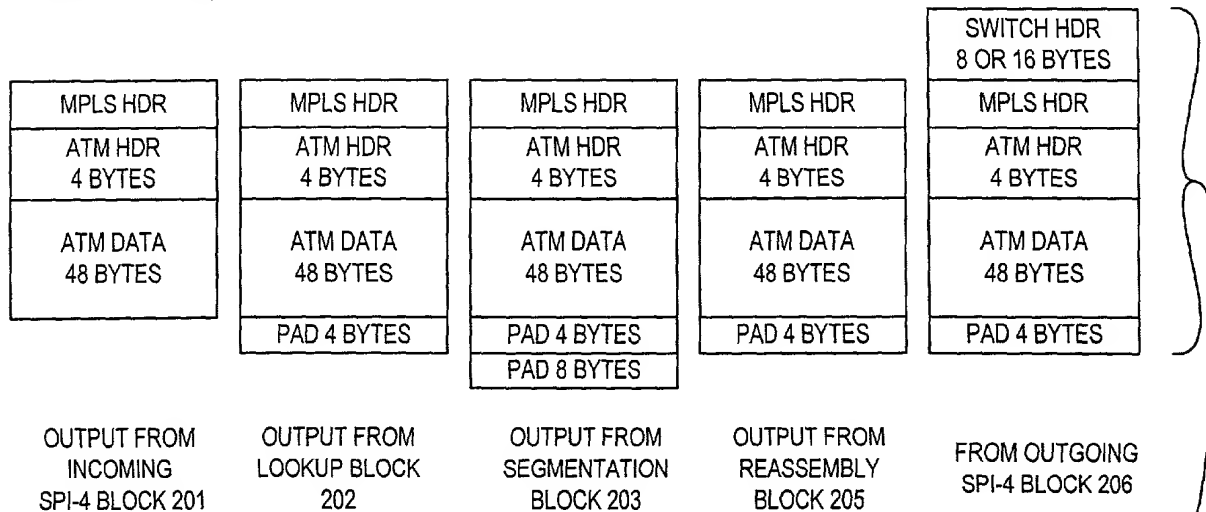 MPLS HDR
ATM HDR
4 BYTES
ATM DATA
48 BYTES
OUTPUT FROM
INCOMING
SPI-4 BLOCK 201
MPLS HDR
ATM HDR
4 BYTES
ATM DATA
48 BYTES
PAD 4 BYTES
OUTPUT FROM
LOOKUP BLOCK
202
MPLS HDR
ATM HDR
4 BYTES
ATM DATA
48 BYTES
PAD 4 BYTES
PAD 8 BYTES
OUTPUT FROM
SEGMENTATION
BLOCK 203
MPLS HDR
ATM HDR
4 BYTES
ATM DATA
48 BYTES
PAD 4 BYTES
OUTPUT FROM
REASSEMBLY
BLOCK 205
SWITCH HDR
8 OR 16 BYTES
MPLS HDR
ATM HDR
4 BYTES
ATM DATA
48 BYTES
PAD 4 BYTES
FROM OUTGOING
SPI-4 BLOCK 206